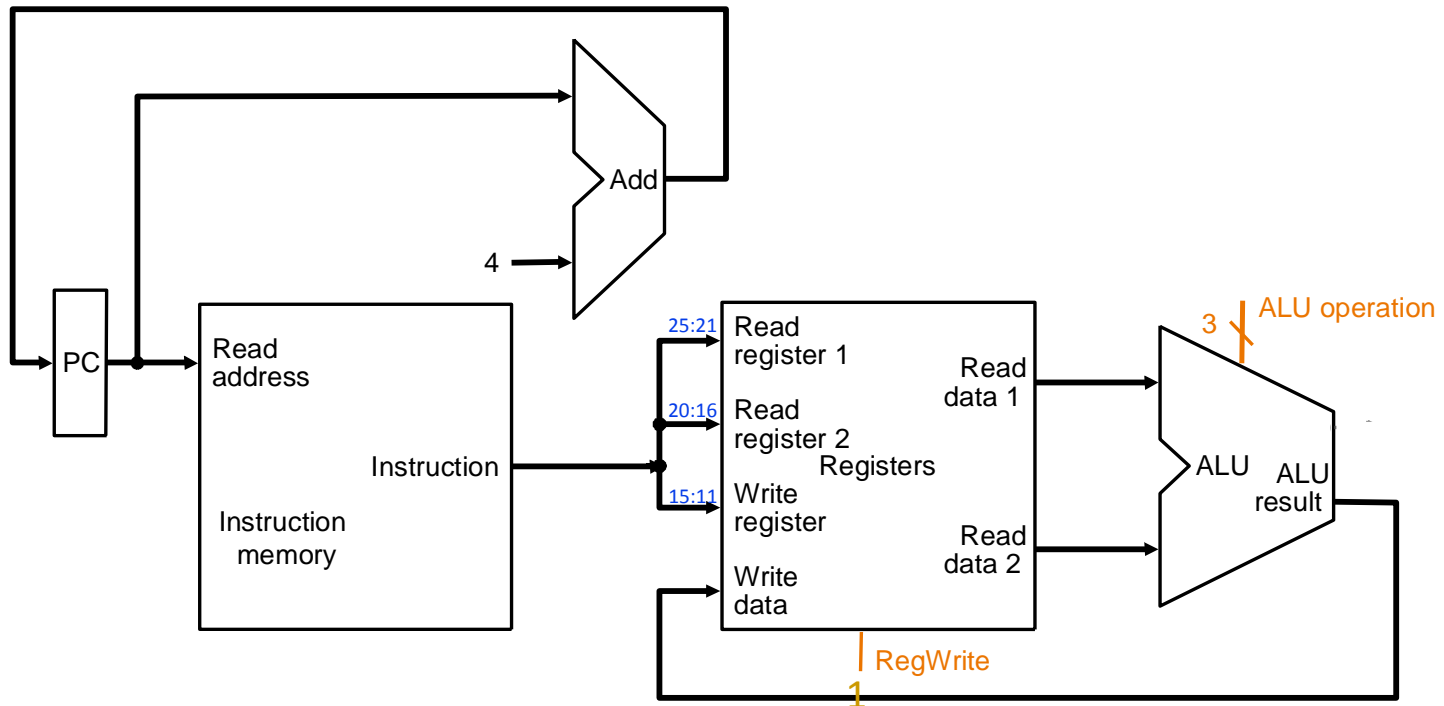 Add
4
PC
Read
address
Instruction
Instruction
memory
25:21
Read
register 1
20:16
Read
register 2
15:11
Write
register
Write
data
Registers
Read
data 1
Read
data 2
RegWrite
1
3
ALU operation
ALU
ALU
result